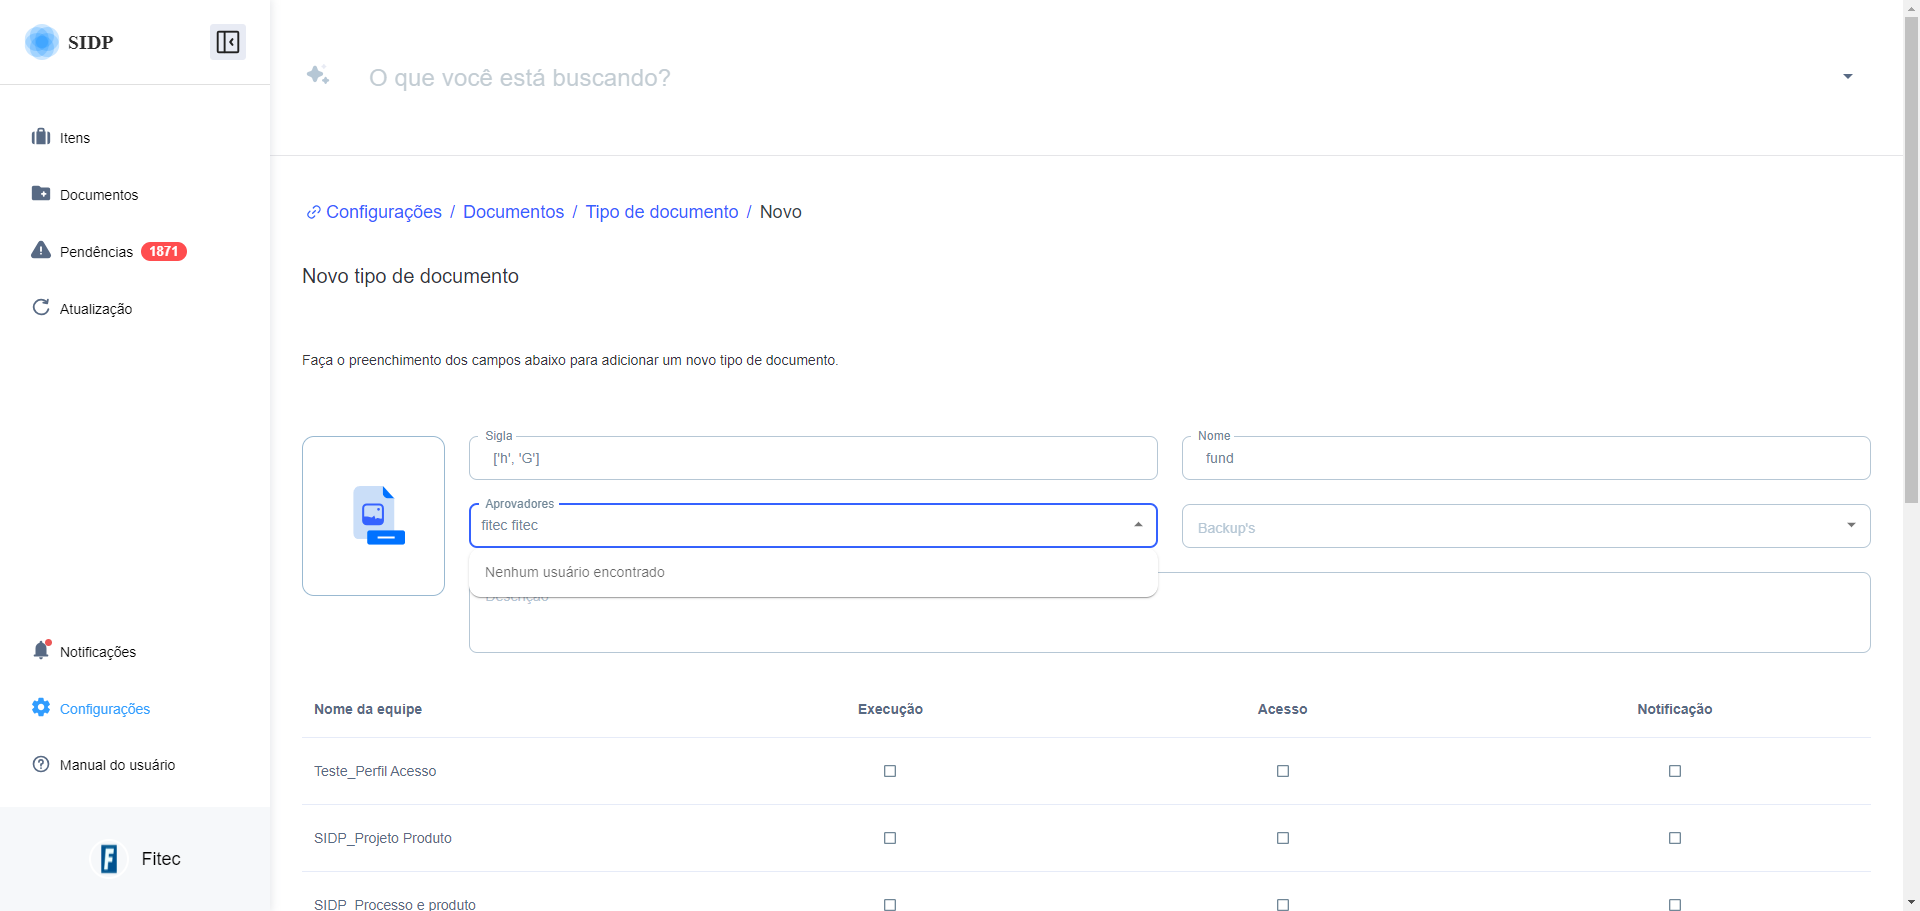 SIDP
O que você está buscando?
Itens
Documentos
Pendências 1871
Atualização
Configurações / Documentos / Tipo de documento / Novo
Novo tipo de documento
Faça o preenchimento dos campos abaixo para adicionar um novo tipo de documento.
Sigla
['h', 'G']
Nome
fund
Aprovadores
fitec fitec
Backup's
Nenhum usuário encontrado
Descrição
Nome da equipe Execução Acesso Notificação
Teste_Perfil Acesso
SIDP_Projeto Produto
SIDP_Processo e produto
Notificações
Configurações
Manual do usuário
F Fitec